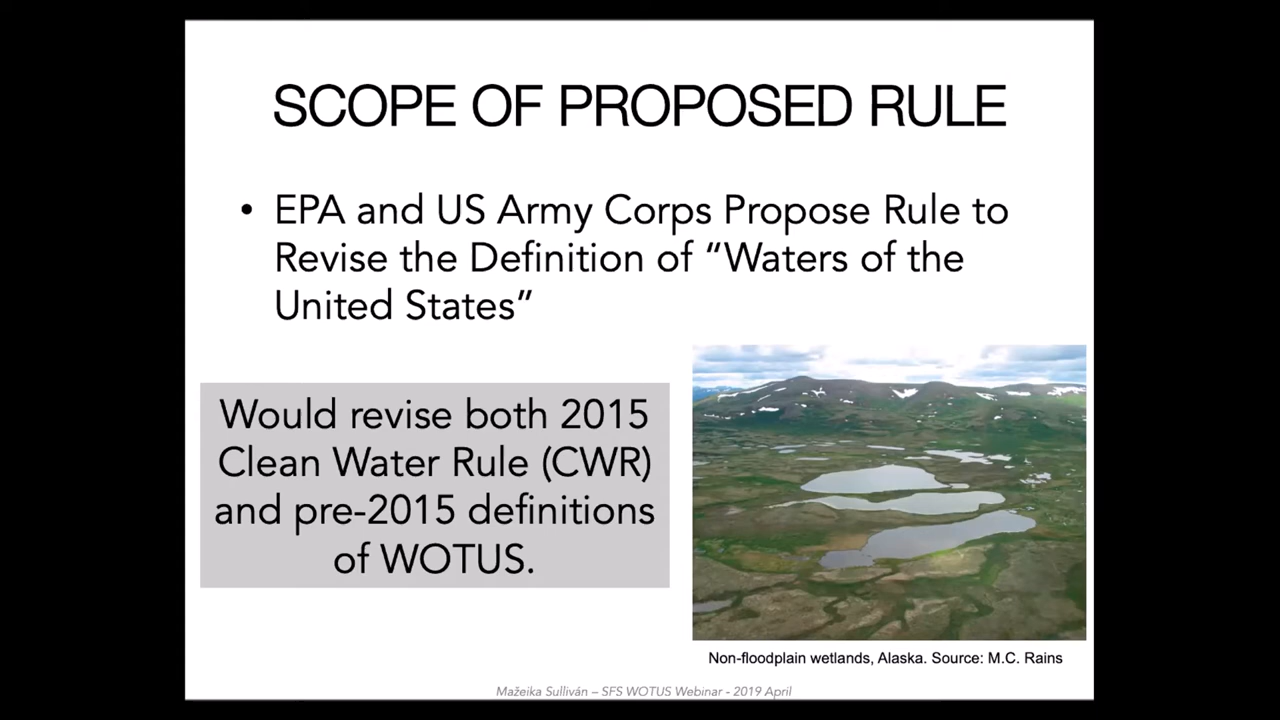 SCOPE OF PROPOSED RULE
• EPA and US Army Corps Propose Rule to
Revise the Definition of “Waters of the
United States”
Would revise both 2015
Clean Water Rule (CWR)
and pre-2015 definitions
of WOTUS.
Non-floodplain wetlands, Alaska. Source: M.C. Rains
Mažeika Sulliván – SFS WOTUS Webinar - 2019 April